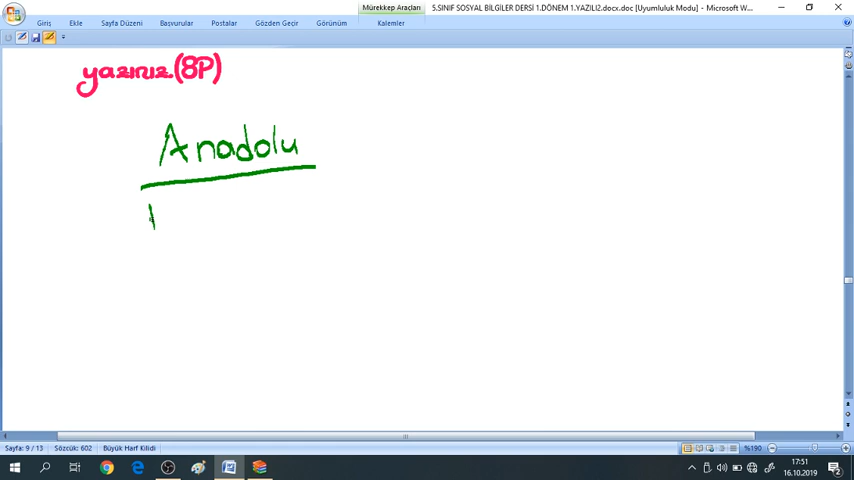 Mürekkep Araçları
5.SINIF SOSYAL BİLGİLER DERSİ 1.DÖNEM 1.YAZILI2.docx.doc [Uyumluluk Modu] - Microsoft W...
Giriş Ekle Sayfa Düzeni Başvurular Postalar Gözden Geçir Görünüm Kalemler
yazınız.(8P)
Anadolu
Sayfa: 9 / 13 Sözcük: 602 Büyük Harf Kilidi %190
17:51
16.10.2019
2